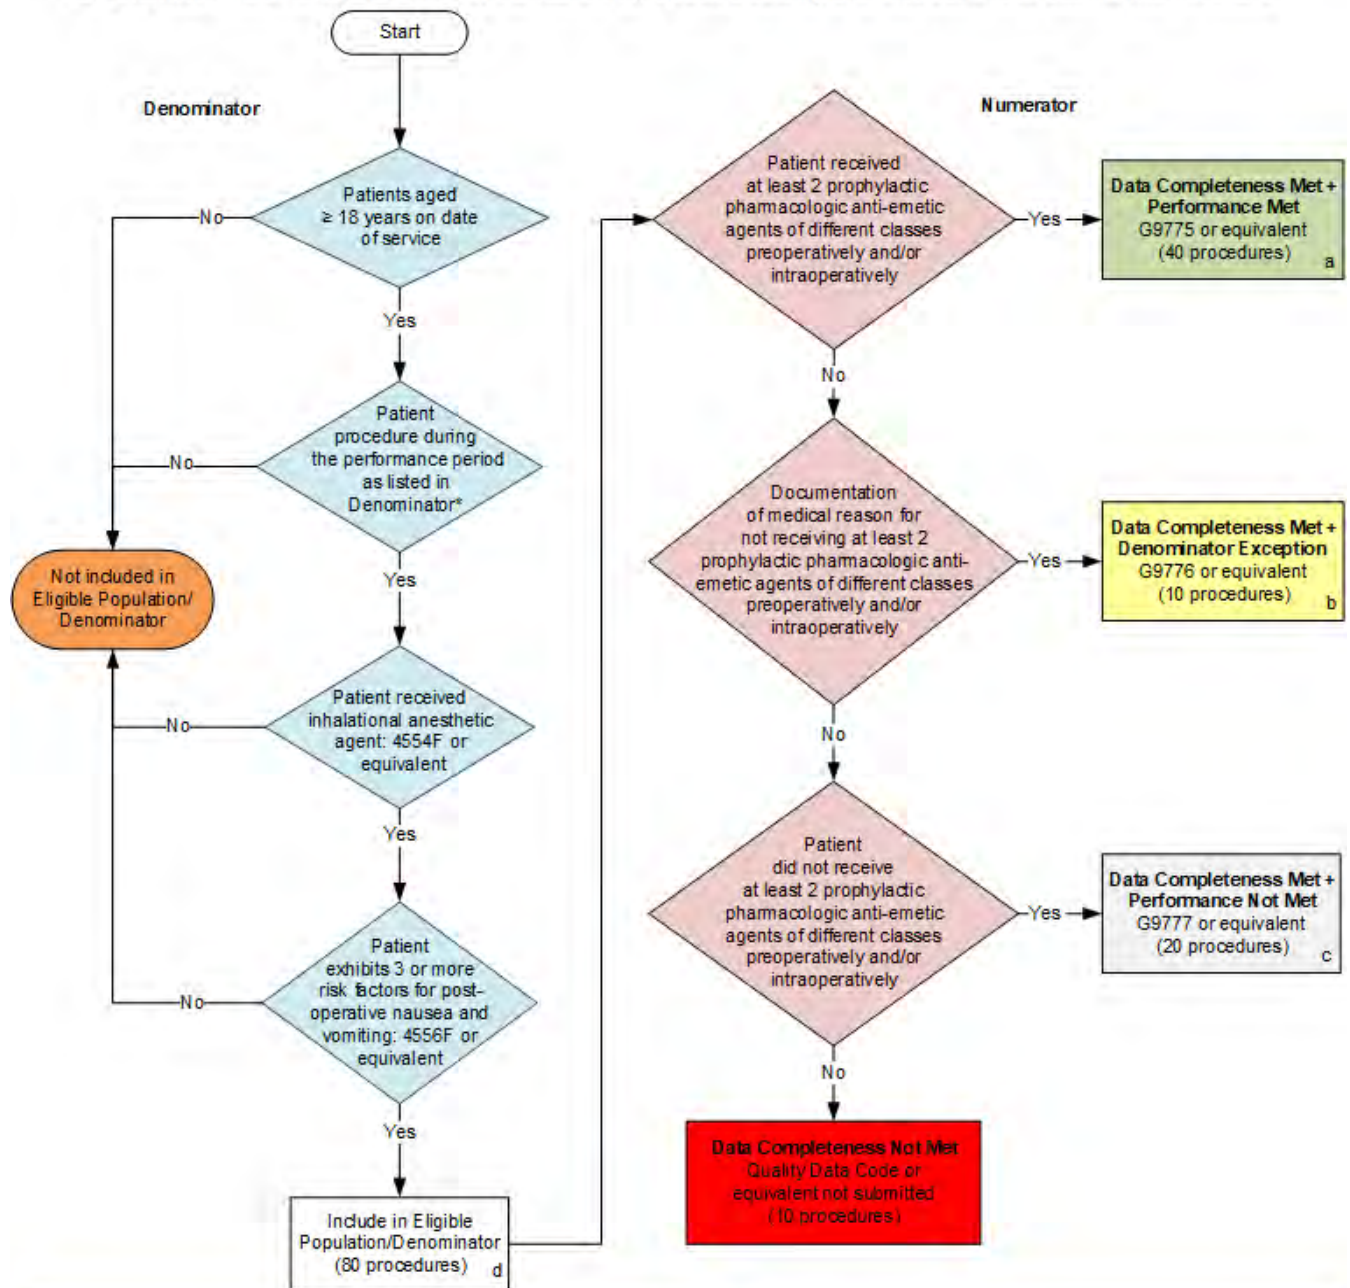 Start
Denominator
Patients aged
≥ 18 years on date
of service
No
Yes
Patient
procedure during
the performance period
as listed in
Denominator*
No
Yes
Not included in
Eligible Population/
Denominator
Patient received
inhalational anesthetic
agent: 4554F or
equivalent
No
Yes
Patient
exhibits 3 or more
risk factors for post-
operative nausea and
vomiting: 4556F or
equivalent
No
Yes
Include in Eligible
Population/Denominator
(80 procedures)
d
Numerator
Patient received
at least 2 prophylactic
pharmacologic anti-emetic
agents of different classes
preoperatively and/or
intraoperatively
Yes
Data Completeness Met +
Performance Met
G9775 or equivalent
(40 procedures)
a
No
Documentation
of medical reason for
not receiving at least 2
prophylactic pharmacologic anti-
emetic agents of different classes
preoperatively and/or
intraoperatively
Yes
Data Completeness Met +
Denominator Exception
G9776 or equivalent
(10 procedures)
b
No
Patient
did not receive
at least 2 prophylactic
pharmacologic anti-emetic
agents of different classes
preoperatively and/or
intraoperatively
Yes
Data Completeness Met +
Performance Not Met
G9777 or equivalent
(20 procedures)
c
No
Data Completeness Not Met
Quality Data Code or
equivalent not submitted
(10 procedures)